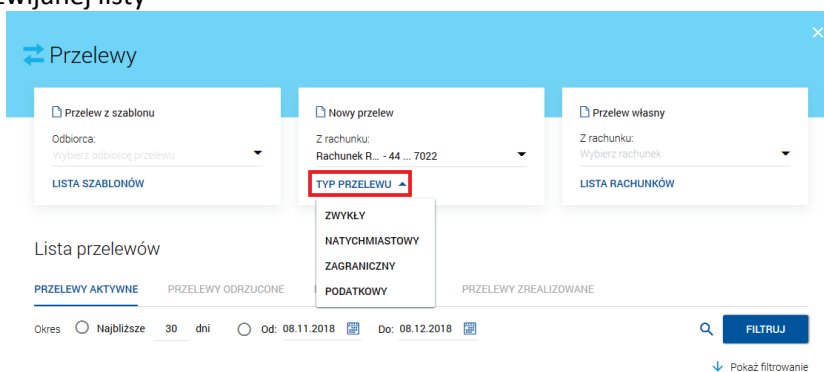 zwijanej listy
Przelewy
Przelew z szablonu
Odbiorca:
Wybierz odbiorcę przelewu
LISTA SZABLONÓW
Nowy przelew
Z rachunku:
Rachunek R... - 44 ... 7022
TYP PRZELEWU
ZWYKŁY
NATYCHMIASTOWY
ZAGRANICZNY
PODATKOWY
Przelew własny
Z rachunku:
Wybierz rachunek
LISTA RACHUNKÓW
Lista przelewów
PRZELEWY AKTYWNE PRZELEWY ODRZUCONE PRZELEWY ZREALIZOWANE
Okres Najbliższe 30 dni Od: 08.11.2018 Do: 08.12.2018 FILTRUJ
Pokaż filtrowanie